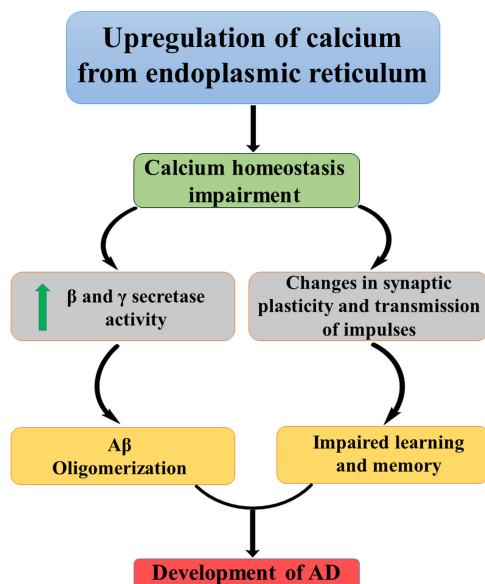 Upregulation of calcium
from endoplasmic reticulum
Calcium homeostasis
impairment
β and γ secretase
activity
Changes in synaptic
plasticity and transmission
of impulses
Aβ
Oligomerization
Impaired learning
and memory
Development of AD